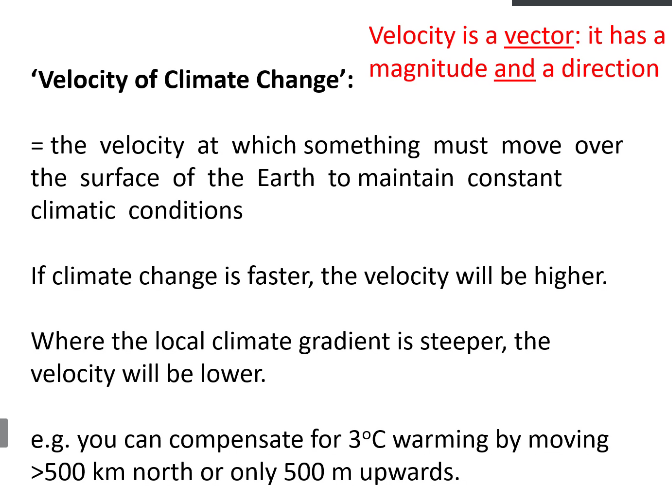 Velocity is a vector: it has a
magnitude and a direction
‘Velocity of Climate Change’:
= the velocity at which something must move over
the surface of the Earth to maintain constant
climatic conditions
If climate change is faster, the velocity will be higher.
Where the local climate gradient is steeper, the
velocity will be lower.
e.g. you can compensate for 3°C warming by moving
>500 km north or only 500 m upwards.